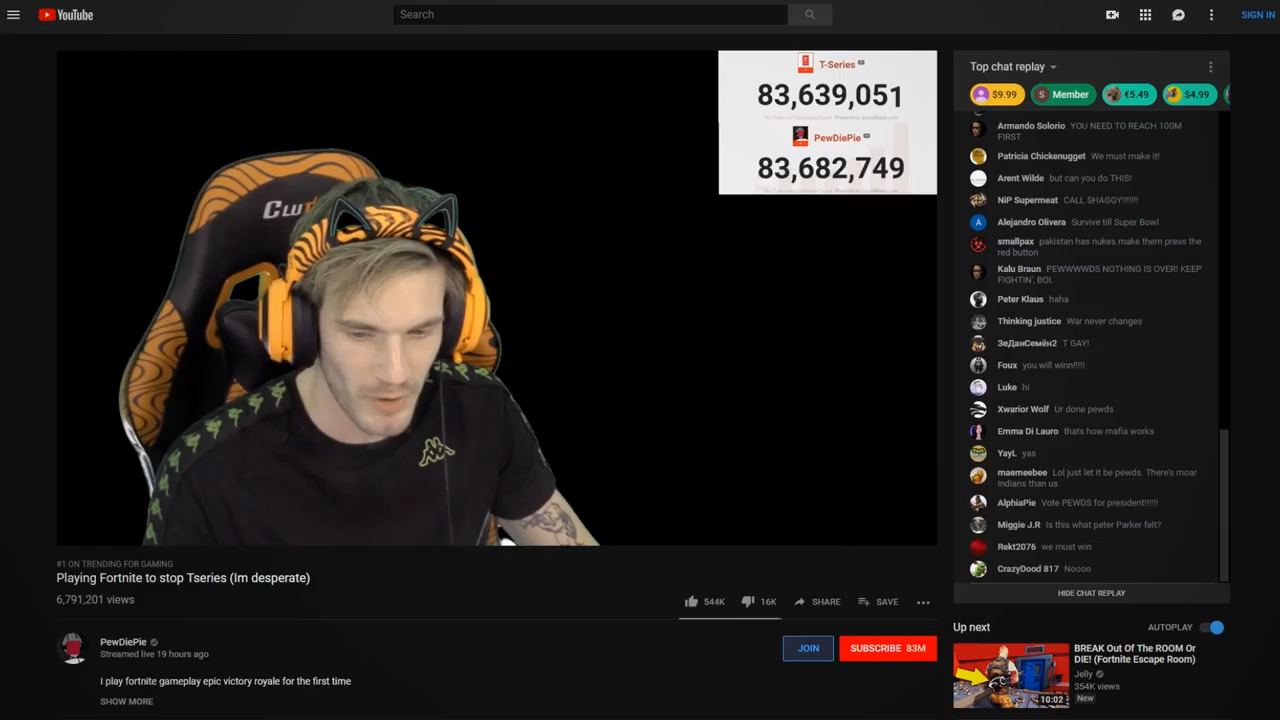 YouTube
Search
SIGN IN
T-Series
83,639,051
PewDiePie
83,682,749
Top chat replay
$9.99
S Member
€5.49
$4.99
Armando Solorio YOU NEED TO REACH 100M
FIRST
Patricia Chickenugget We must make it!
Arent Wilde but can you do THIS!
NiP Supermeat CALL SHAGGY!!!!!!!
A Alejandro Olivera Survive till Super Bowl
smallpax pakistan has nukes make them press the
red button
Kalu Braun PEWWWWDS NOTHING IS OVER! KEEP
FIGHTIN', BOI.
Peter Klaus haha
Thinking justice War never changes
ЗеДанСемён2 T GAY!
Foux you will winn!!!!!
Luke hi
Xwarior Wolf Ur done pewds
Emma Di Lauro thats how mafia works
YayL yas
maemeebee Lol just let it be pewds. There's moar
Indians than us
AlphiaPie Vote PEWDS for president!!!!!!
Miggie J.R Is this what peter Parker felt?
Rekt2076 we must win
CrazyDood 817 Noooo
HIDE CHAT REPLAY
#1 ON TRENDING FOR GAMING
Playing Fortnite to stop Tseries (Im desperate)
6,791,201 views
544K
16K
SHARE
SAVE
PewDiePie
Streamed live 19 hours ago
JOIN
SUBSCRIBE 83M
I play fortnite gameplay epic victory royale for the first time
SHOW MORE
Up next
AUTOPLAY
10:02
BREAK Out Of The ROOM Or
DIE! (Fortnite Escape Room)
Jelly
354K views
New